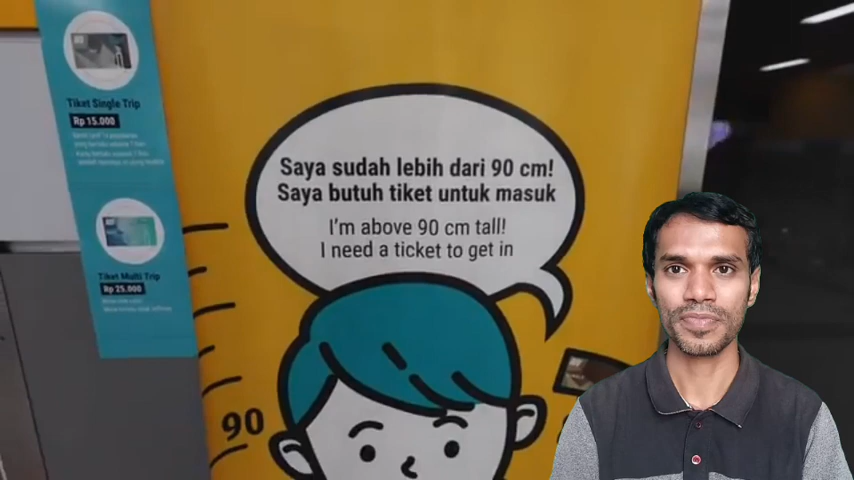 Tiket Single Trip
Rp 15.000
Tiket Multi Trip
Rp 25.000
Saya sudah lebih dari 90 cm!
Saya butuh tiket untuk masuk
I'm above 90 cm tall!
I need a ticket to get in
90